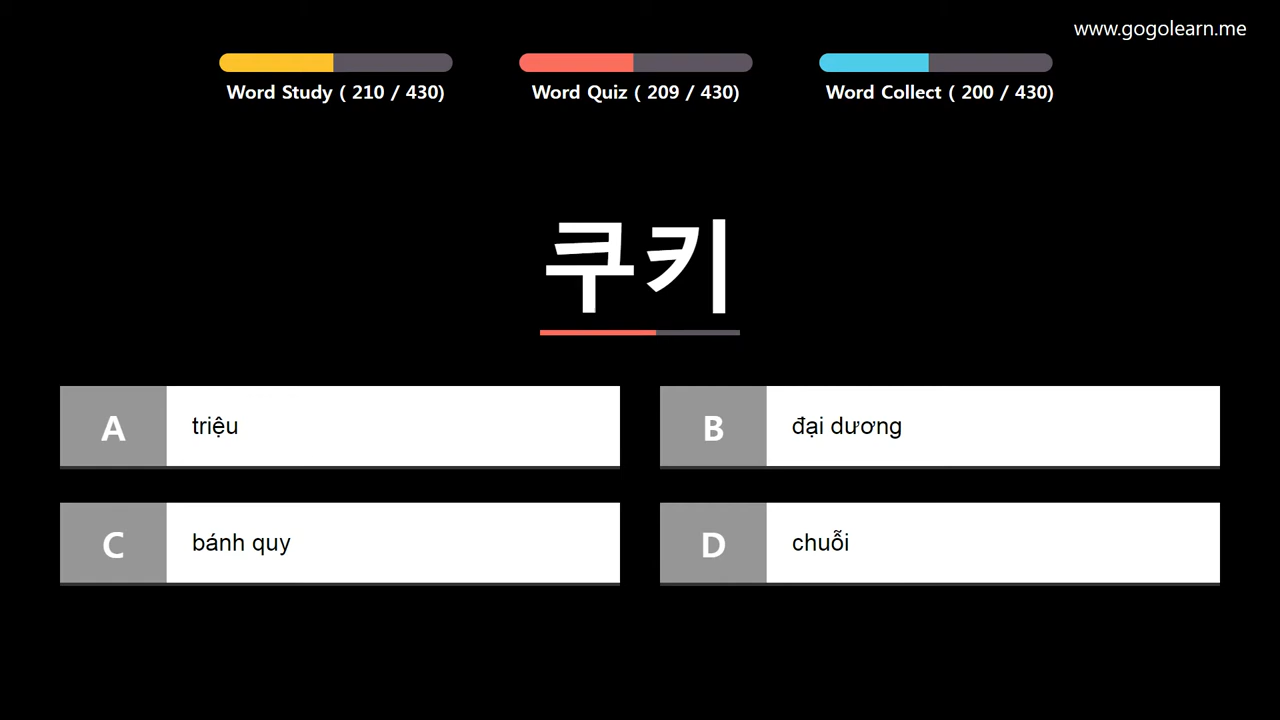 www.gogolearn.me
Word Study ( 210 / 430)
Word Quiz ( 209 / 430)
Word Collect ( 200 / 430)
쿠키
A triệu
B đại dương
C bánh quy
D chuỗi